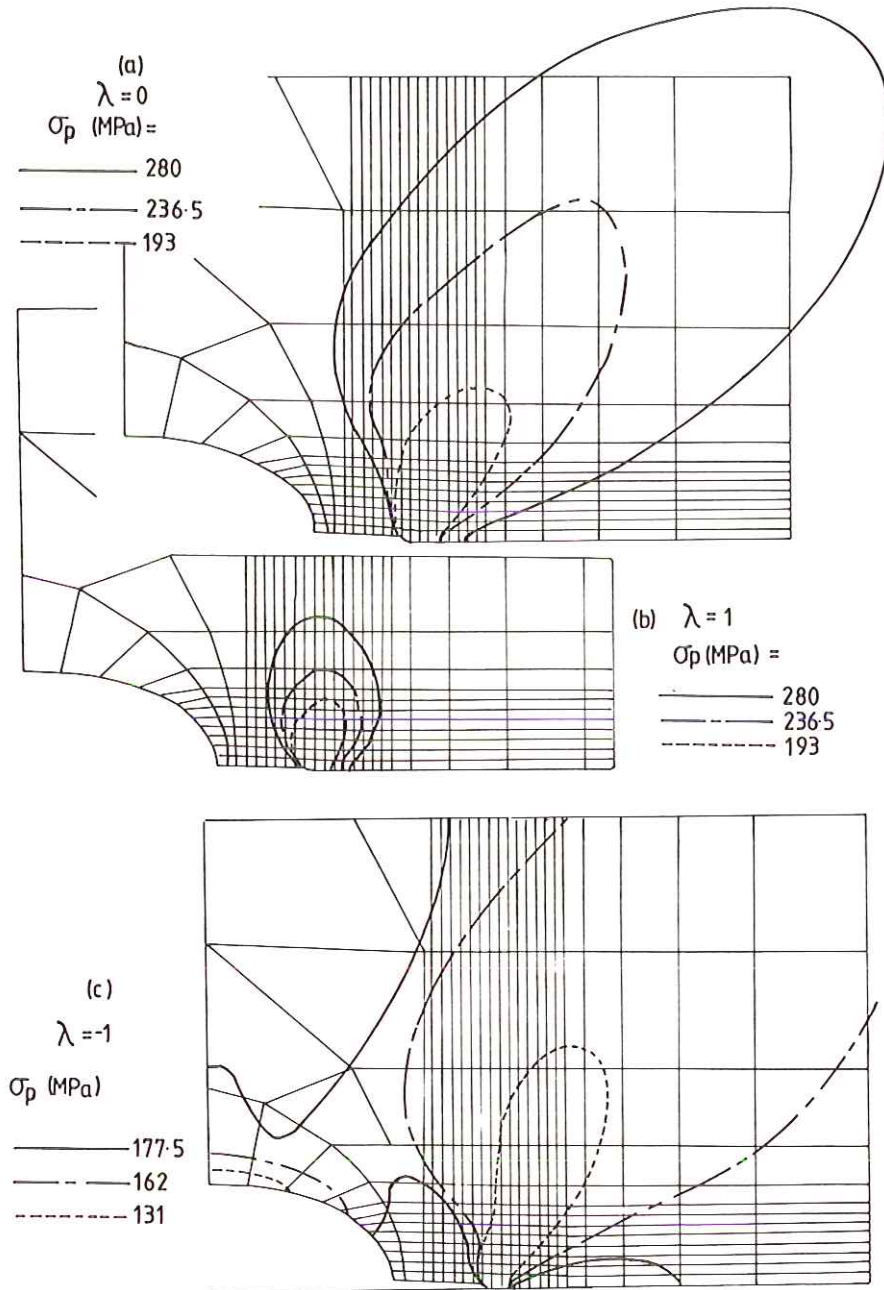 (a)
λ = 0
σp (MPa) =
280
236·5
193
(b) λ = 1
σp (MPa) =
280
236·5
193
(c)
λ = -1
σp (MPa)
177·5
162
131